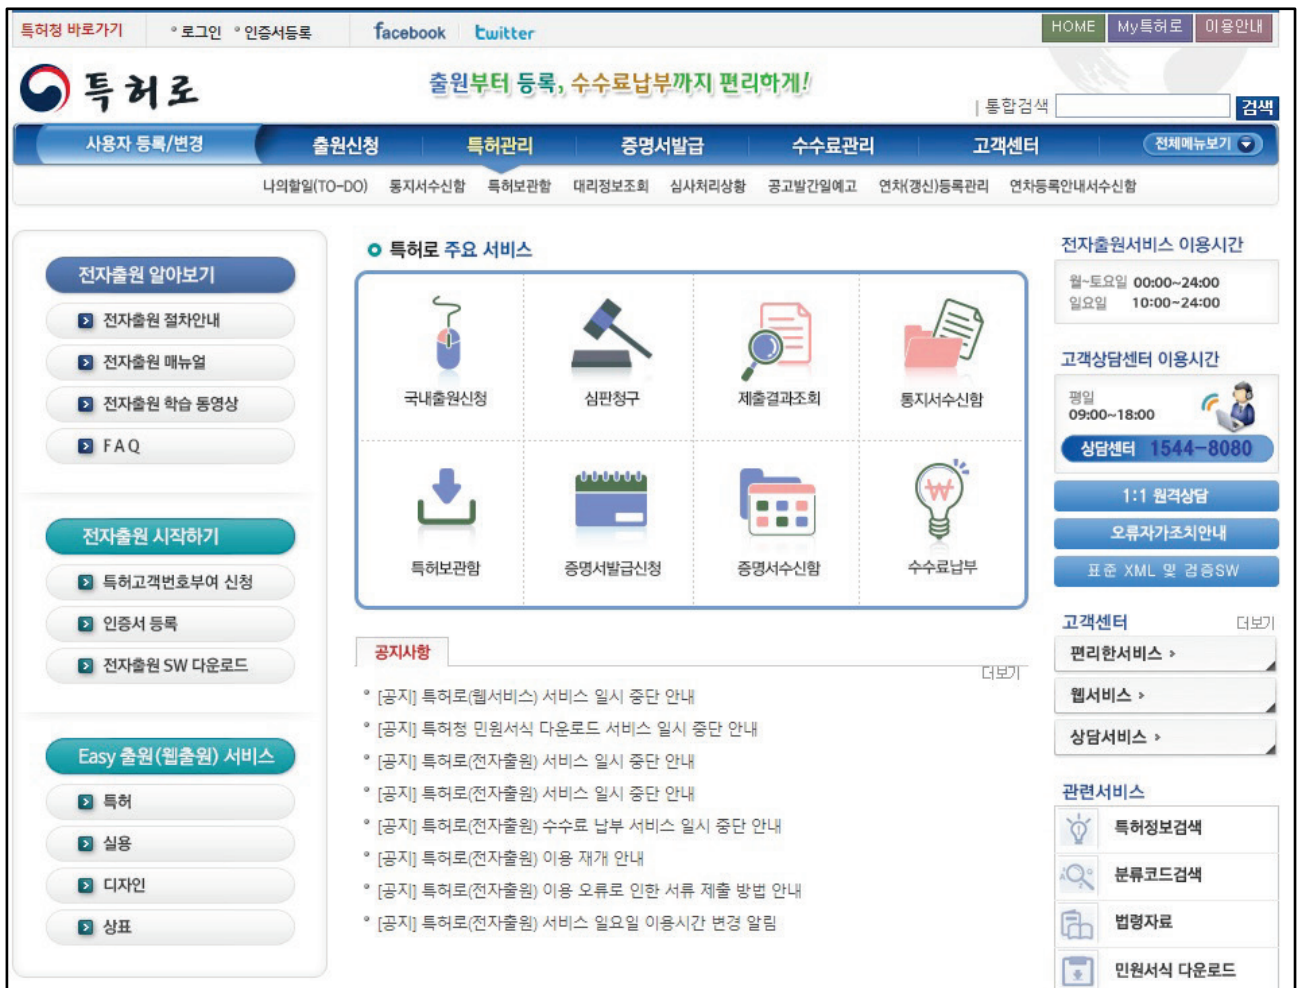 특허청 바로가기
로그인 인증서등록
facebook twitter
HOME My특허로 이용안내
특허로
출원부터 등록, 수수료납부까지 편리하게!
통합검색 검색
사용자 등록/변경 출원신청 특허관리 증명서발급 수수료관리 고객센터 전체메뉴보기
나의할일(TO-DO) 통지서수신함 특허보관함 대리정보조회 심사처리상황 공고발간일예고 연차(갱신)등록관리 연차등록안내서수신함
전자출원 알아보기
전자출원 절차안내
전자출원 매뉴얼
전자출원 학습 동영상
FAQ
전자출원 시작하기
특허고객번호부여 신청
인증서 등록
전자출원 SW 다운로드
Easy 출원(웹출원) 서비스
특허
실용
디자인
상표
특허로 주요 서비스
국내출원신청 심판청구 제출결과조회 통지서수신함
특허보관함 증명서발급신청 증명서수신함 수수료납부
공지사항
더보기
[공지] 특허로(웹서비스) 서비스 일시 중단 안내
[공지] 특허청 민원서식 다운로드 서비스 일시 중단 안내
[공지] 특허로(전자출원) 서비스 일시 중단 안내
[공지] 특허로(전자출원) 서비스 일시 중단 안내
[공지] 특허로(전자출원) 수수료 납부 서비스 일시 중단 안내
[공지] 특허로(전자출원) 이용 재개 안내
[공지] 특허로(전자출원) 이용 오류로 인한 서류 제출 방법 안내
[공지] 특허로(전자출원) 서비스 일요일 이용시간 변경 알림
전자출원서비스 이용시간
월~토요일 00:00~24:00
일요일 10:00~24:00
고객상담센터 이용시간
평일
09:00~18:00
상담센터 1544-8080
1:1 원격상담
오류자가조치안내
표준 XML 및 검증SW
고객센터 더보기
편리한서비스
웹서비스
상담서비스
관련서비스
특허정보검색
분류코드검색
법령자료
민원서식 다운로드